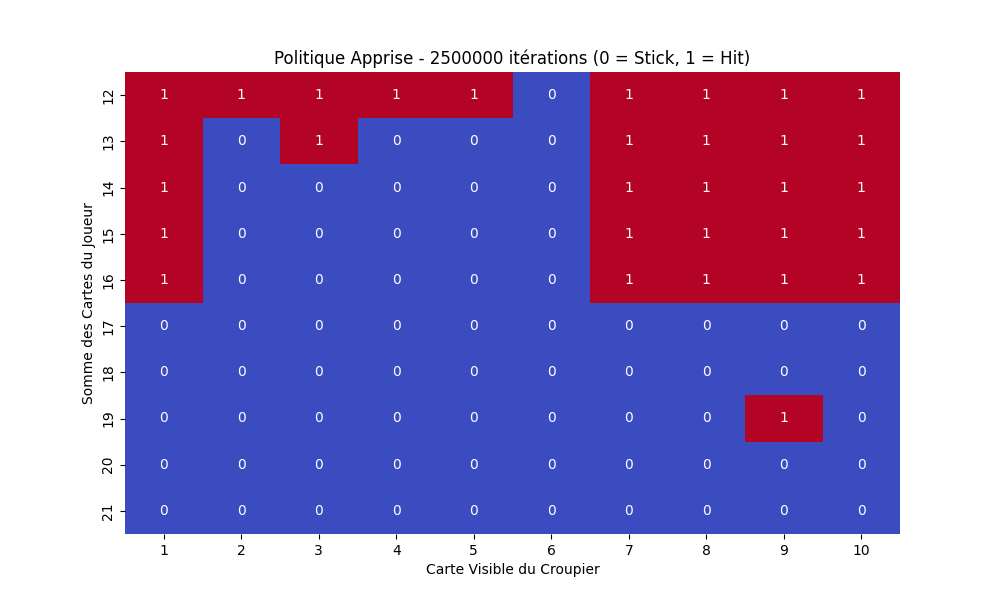 Politique Apprise - 2500000 itérations (0 = Stick, 1 = Hit)
Somme des Cartes du Joueur
12 1 1 1 1 1 0 1 1 1 1
13 1 0 1 0 0 0 1 1 1 1
14 1 0 0 0 0 0 1 1 1 1
15 1 0 0 0 0 0 1 1 1 1
16 1 0 0 0 0 0 1 1 1 1
17 0 0 0 0 0 0 0 0 0 0
18 0 0 0 0 0 0 0 0 0 0
19 0 0 0 0 0 0 0 0 1 0
20 0 0 0 0 0 0 0 0 0 0
21 0 0 0 0 0 0 0 0 0 0
1 2 3 4 5 6 7 8 9 10
Carte Visible du Croupier